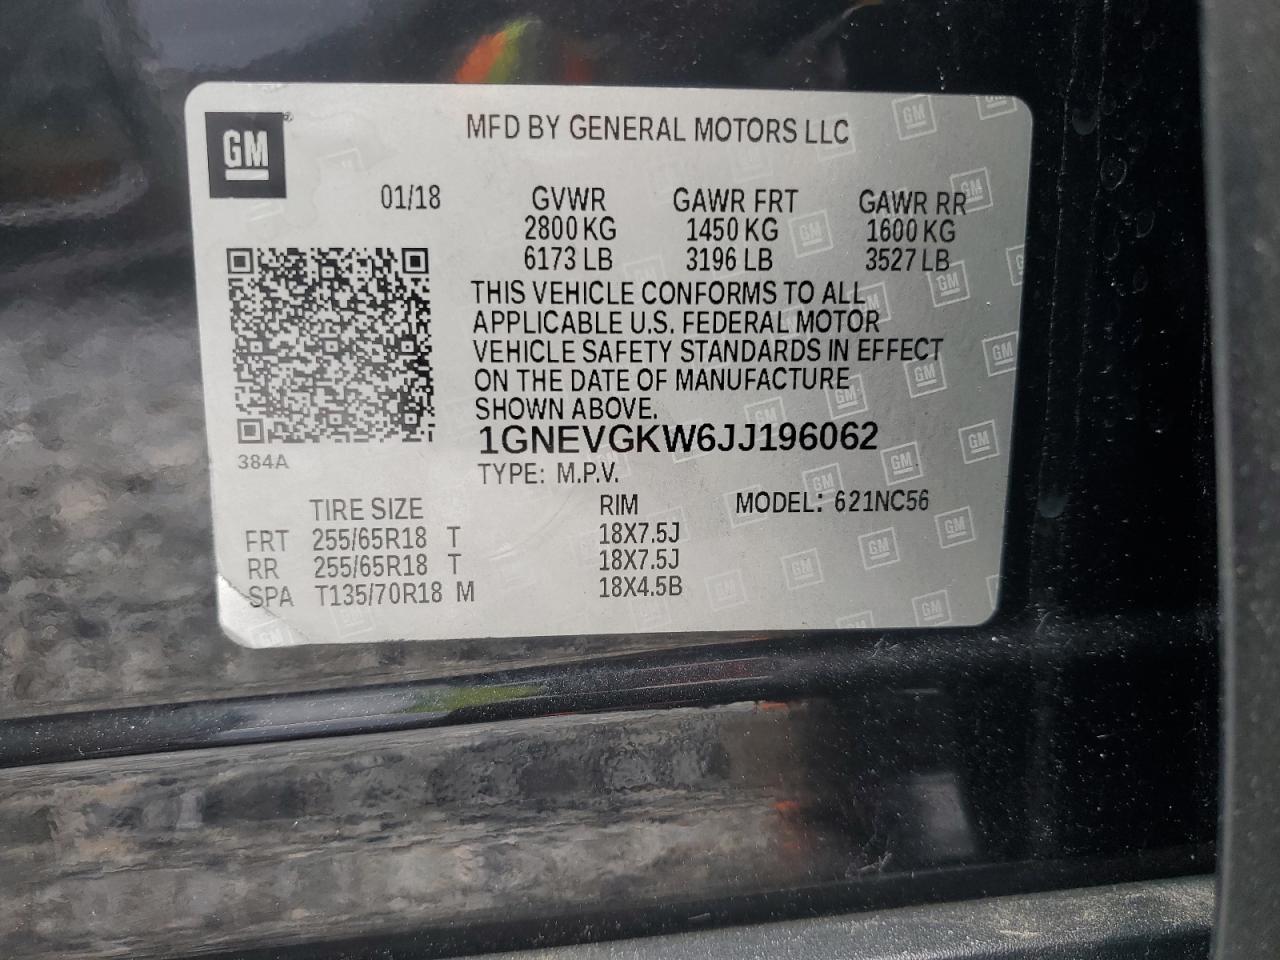 GM
MFD BY GENERAL MOTORS LLC
01/18
GVWR GAWR FRT GAWR RR
2800 KG 1450 KG 1600 KG
6173 LB 3196 LB 3527 LB
THIS VEHICLE CONFORMS TO ALL
APPLICABLE U.S. FEDERAL MOTOR
VEHICLE SAFETY STANDARDS IN EFFECT
ON THE DATE OF MANUFACTURE
SHOWN ABOVE.
1GNEVGKW6JJ196062
384A
TYPE: M.P.V.
TIRE SIZE RIM MODEL: 621NC56
FRT 255/65R18 T 18X7.5J
RR 255/65R18 T 18X7.5J
SPA T135/70R18 M 18X4.5B